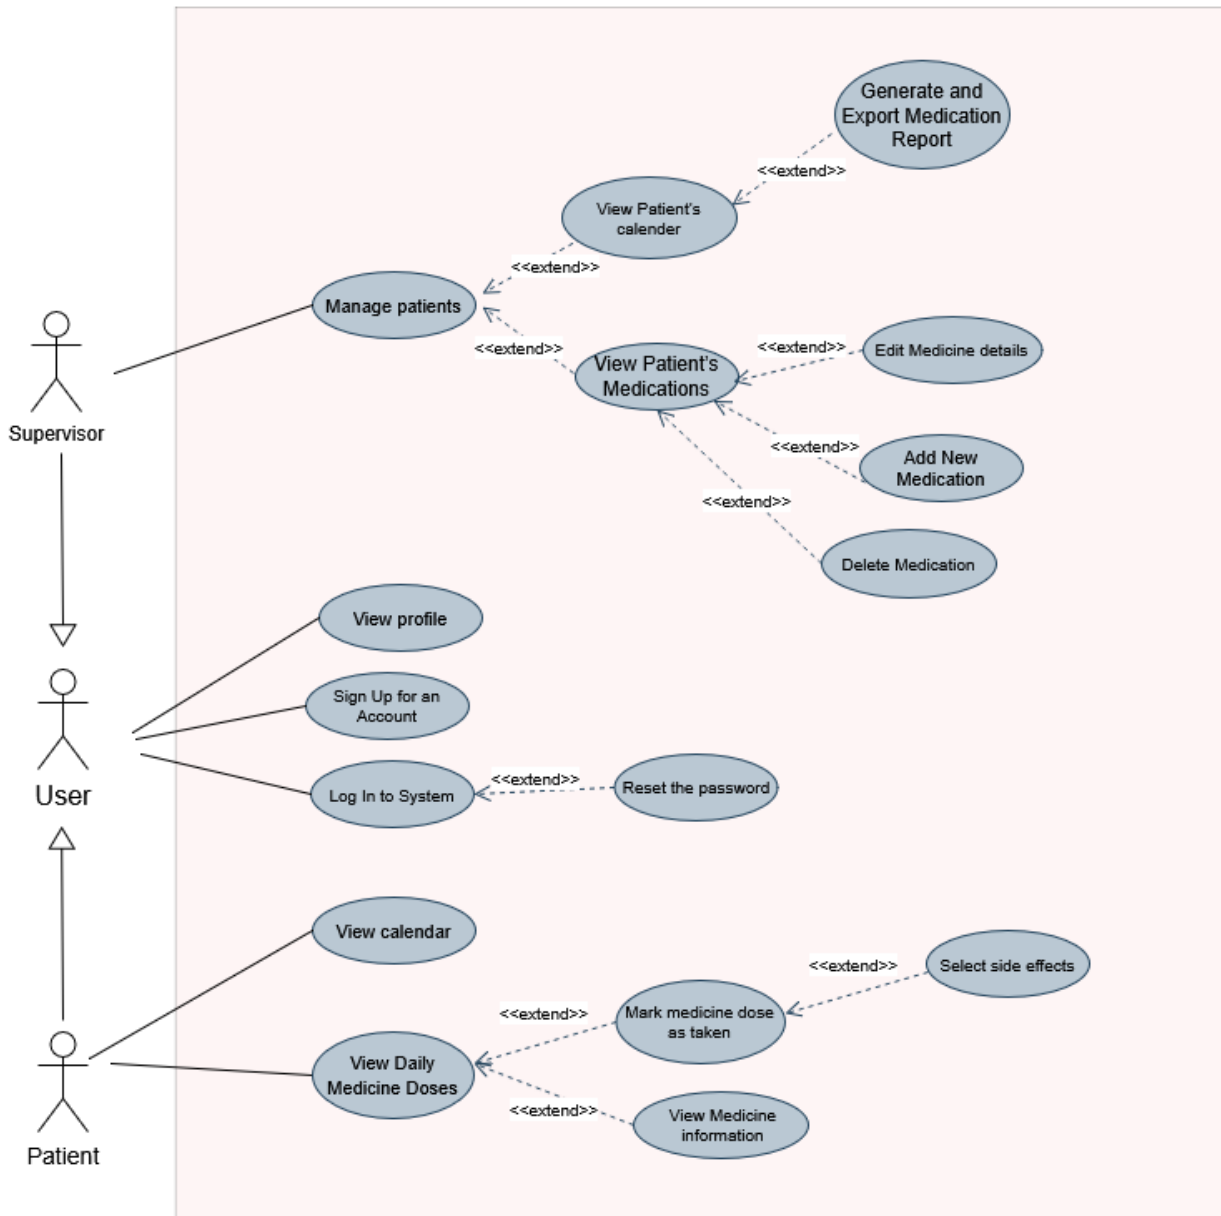 Generate and
Export Medication
Report
<<extend>>
View Patient's
calender
<<extend>>
Manage patients
<<extend>>
View Patient's
Medications
<<extend>>
Edit Medicine details
Supervisor
<<extend>>
Add New
Medication
<<extend>>
Delete Medication
View profile
Sign Up for an
Account
User
Log In to System
<<extend>>
Reset the password
View calendar
<<extend>>
Select side effects
<<extend>>
Mark medicine dose
as taken
View Daily
Medicine Doses
<<extend>>
View Medicine
information
Patient